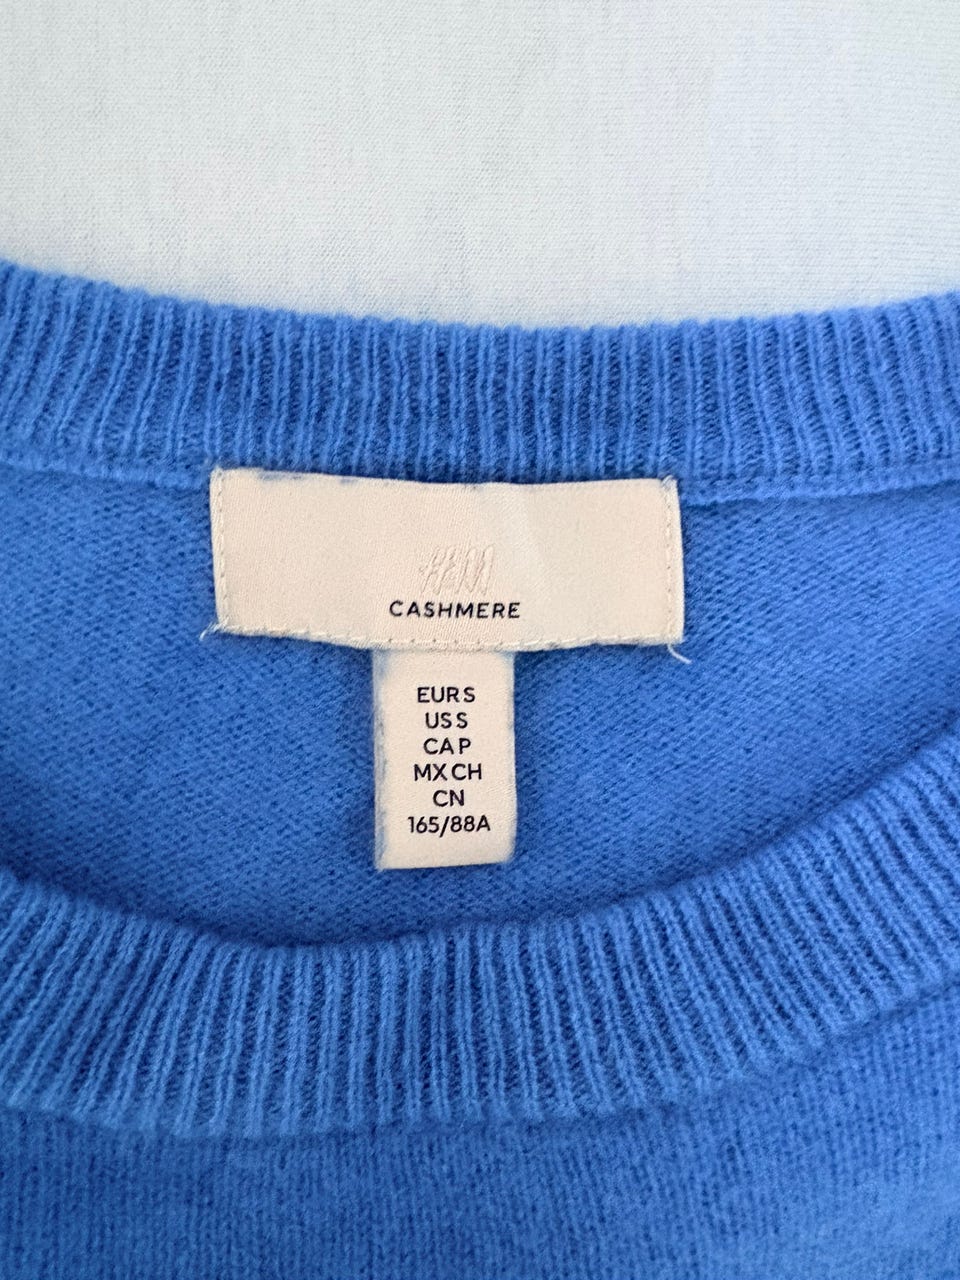 H&M
CASHMERE
EUR S
US S
CA P
MX CH
CN
165/88A